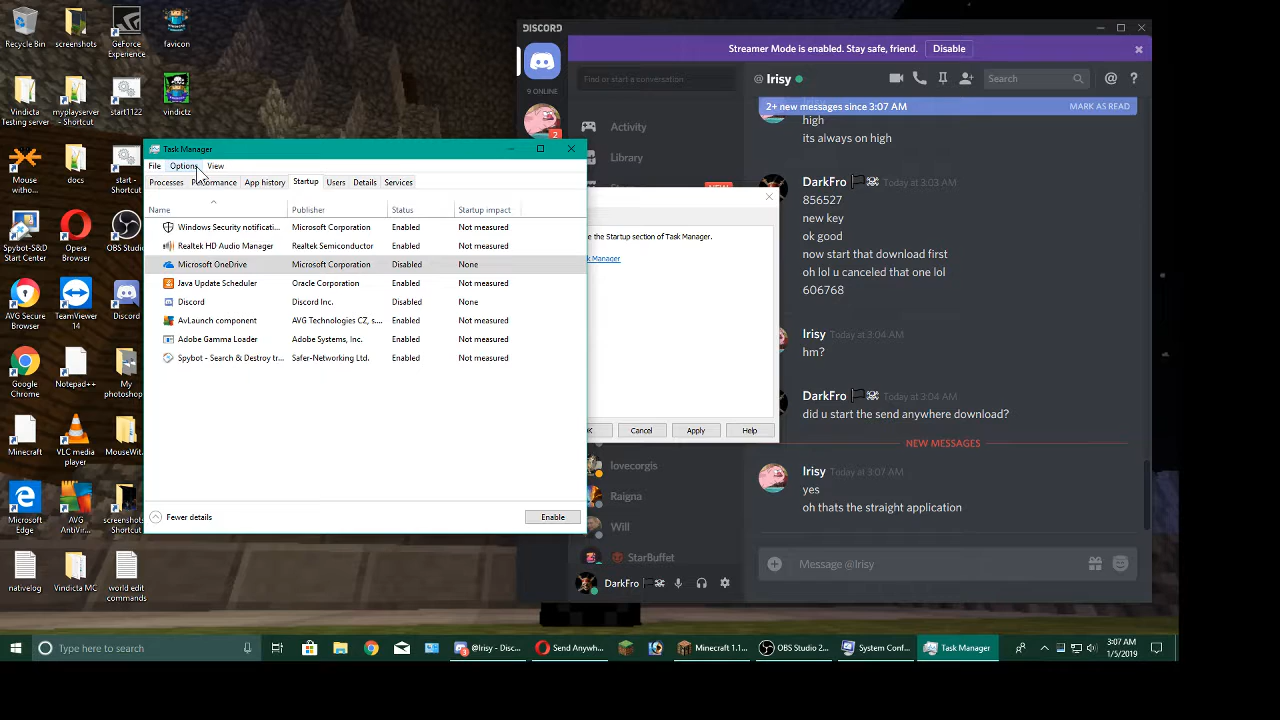 Recycle Bin
screenshots
GeForce Experience
favicon
Vindicta Testing server
myplayserver - Shortcut
start1122
vindictz
Mouse witho...
docs
start - Shortcut
Spybot-S&D Start Center
Opera Browser
OBS Studio
AVG Secure Browser
TeamViewer 14
Discord
Google Chrome
Notepad++
My photoshop
Minecraft
VLC media player
MouseWit...
Microsoft Edge
AVG AntiVir...
screenshots Shortcut
nativelog
Vindicta MC
world edit commands
Task Manager
File Options View
Processes Performance App history Startup Users Details Services
Name Publisher Status Startup impact
Windows Security notificati... Microsoft Corporation Enabled Not measured
Realtek HD Audio Manager Realtek Semiconductor Enabled Not measured
Microsoft OneDrive Microsoft Corporation Disabled None
Java Update Scheduler Oracle Corporation Enabled Not measured
Discord Discord Inc. Disabled None
AvLaunch component AVG Technologies CZ, s.... Enabled Not measured
Adobe Gamma Loader Adobe Systems, Inc. Enabled Not measured
Spybot - Search & Destroy tr... Safer-Networking Ltd. Enabled Not measured
Fewer details
Enable
e the Startup section of Task Manager.
k Manager
K Cancel Apply Help
DISCORD
Streamer Mode is enabled. Stay safe, friend. Disable
Find or start a conversation...
@ Irisy
Search
9 ONLINE
2
Activity
Library
NEW
lovecorgis
Raigna
Will
StarBuffet
DarkFro
2+ new messages since 3:07 AM MARK AS READ
high
its always on high
DarkFro Today at 3:03 AM
856527
new key
ok good
now start that download first
oh lol u canceled that one lol
606768
Irisy Today at 3:04 AM
hm?
DarkFro Today at 3:04 AM
did u start the send anywhere download?
NEW MESSAGES
Irisy Today at 3:07 AM
yes
oh thats the straight application
Message @Irisy
Type here to search
@Irisy - Disc...
Send Anywh...
Minecraft 1.1...
OBS Studio 2...
System Conf...
Task Manager
3:07 AM
1/5/2019